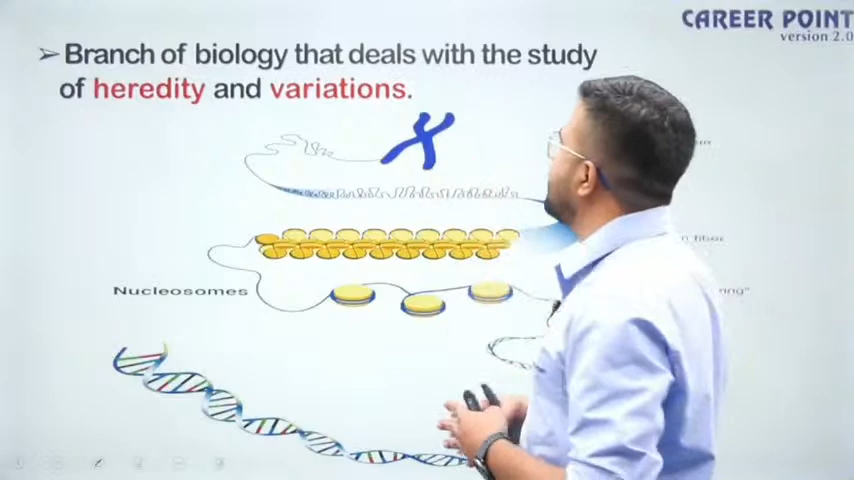 CAREER POINT
version 2.0
➢ Branch of biology that deals with the study
of heredity and variations.
Nucleosomes